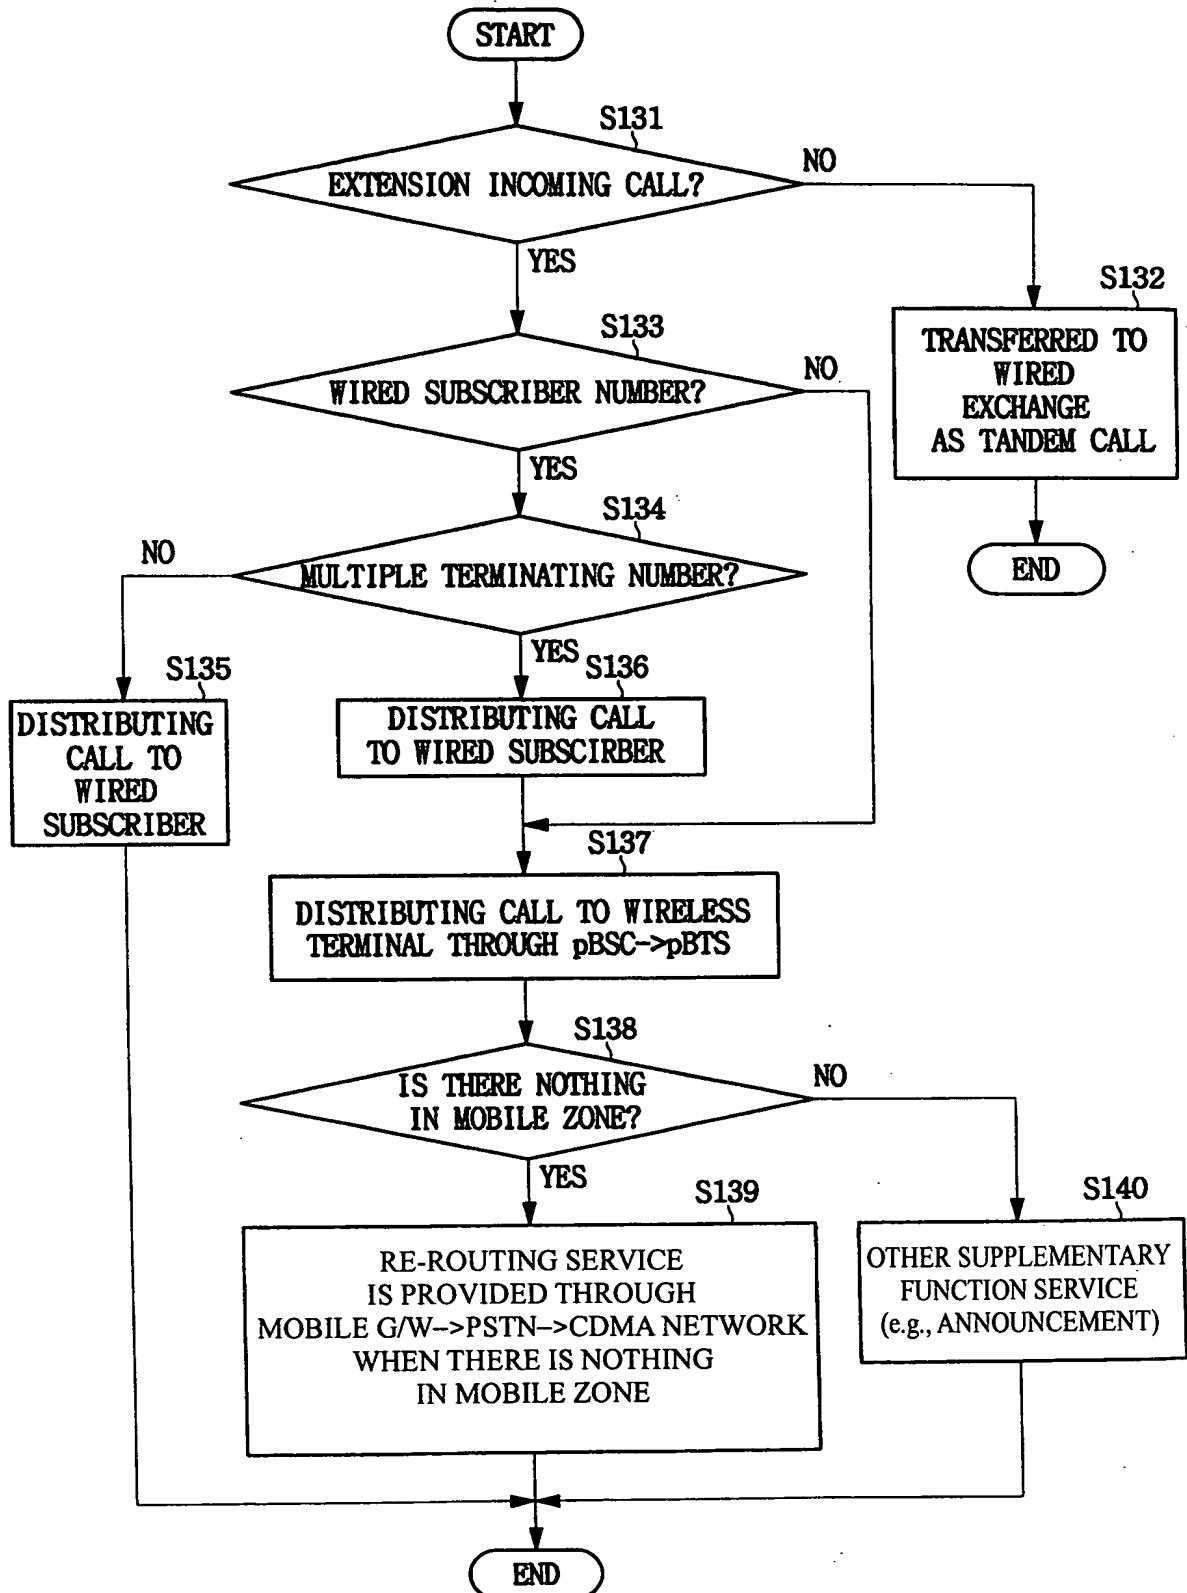 START
S131
EXTENSION INCOMING CALL?
NO
YES
S132
TRANSFERRED TO
WIRED
EXCHANGE
AS TANDEM CALL
END
S133
WIRED SUBSCRIBER NUMBER?
NO
YES
S134
MULTIPLE TERMINATING NUMBER?
NO
YES
S135
DISTRIBUTING
CALL TO
WIRED
SUBSCRIBER
S136
DISTRIBUTING CALL
TO WIRED SUBSCIRBER
S137
DISTRIBUTING CALL TO WIRELESS
TERMINAL THROUGH pBSC->pBTS
S138
IS THERE NOTHING
IN MOBILE ZONE?
NO
YES
S139
RE-ROUTING SERVICE
IS PROVIDED THROUGH
MOBILE G/W-->PSTN-->CDMA NETWORK
WHEN THERE IS NOTHING
IN MOBILE ZONE
S140
OTHER SUPPLEMENTARY
FUNCTION SERVICE
(e.g., ANNOUNCEMENT)
END